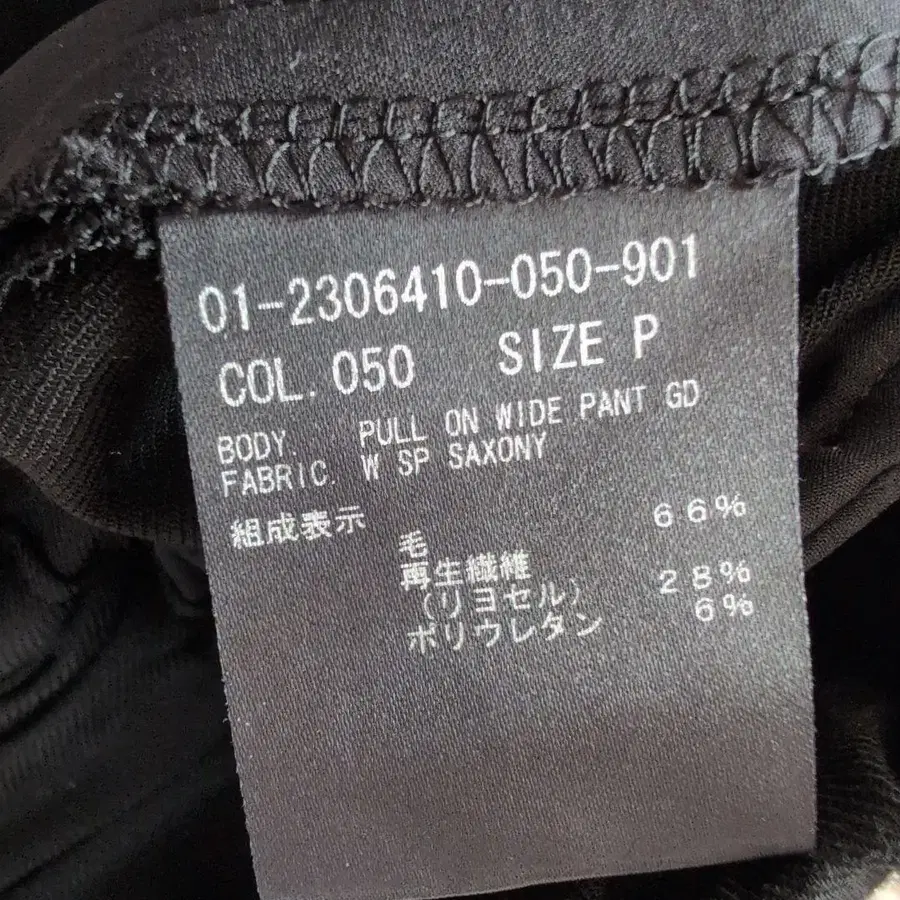 01-2306410-050-901
COL. 050 SIZE P
BODY. PULL ON WIDE PANT GD
FABRIC. W SP SAXONY
組成表示
毛 66%
再生繊維
(リヨセル) 28%
ポリウレタン 6%